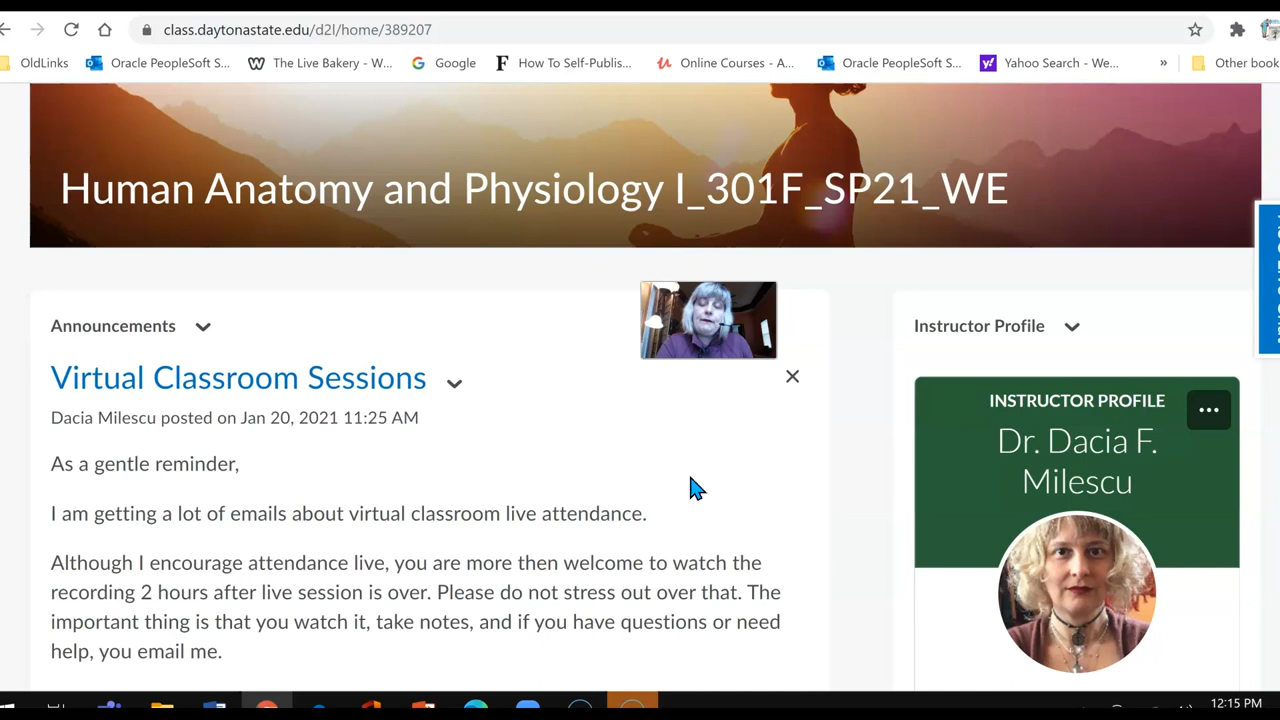 class.daytonastate.edu/d2l/home/389207
OldLinks
Oracle PeopleSoft S...
The Live Bakery - W...
Google
How To Self-Publis...
Online Courses - A...
Oracle PeopleSoft S...
Yahoo Search - We...
»
Other book
Human Anatomy and Physiology I_301F_SP21_WE
Announcements
Virtual Classroom Sessions
Dacia Milescu posted on Jan 20, 2021 11:25 AM
As a gentle reminder,
I am getting a lot of emails about virtual classroom live attendance.
Although I encourage attendance live, you are more then welcome to watch the
recording 2 hours after live session is over. Please do not stress out over that. The
important thing is that you watch it, take notes, and if you have questions or need
help, you email me.
Instructor Profile
INSTRUCTOR PROFILE
Dr. Dacia F.
Milescu
12:15 PM